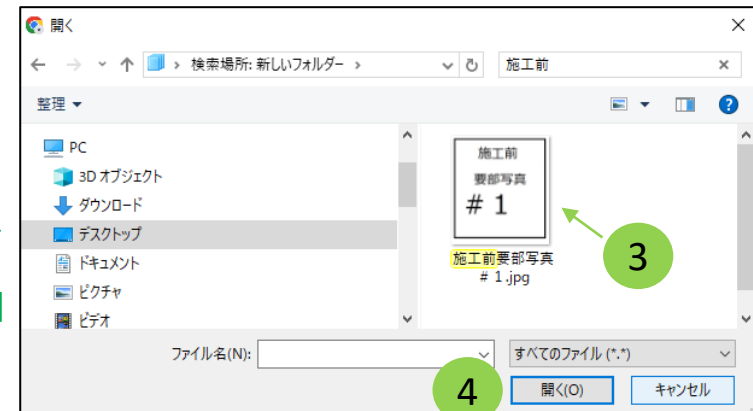 開く
検索場所: 新しいフォルダー
施工前
整理
PC
3D オブジェクト
ダウンロード
デスクトップ
ドキュメント
ピクチャ
ビデオ
施工前
要部写真
# 1
施工前要部写真
# 1.jpg
3
ファイル名(N):
すべてのファイル (*.*)
4
開く(O)
キャンセル